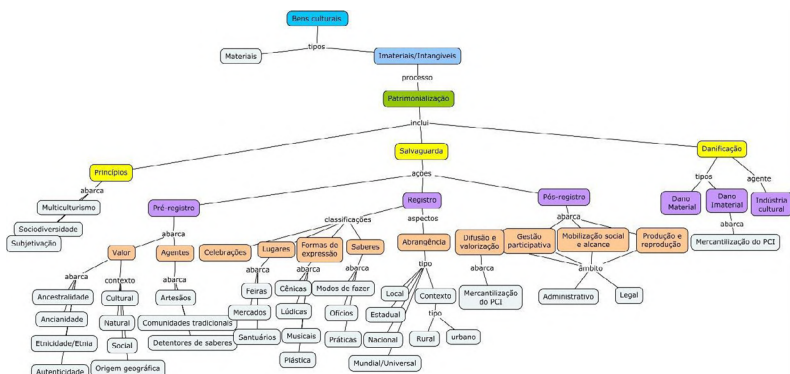 Bens culturais
tipos
Materiais
Imateriais/Intangíveis
processo
Patrimonialização
inclui
Princípios
Salvaguarda
Danificação
abarca
ações
tipos
agente
Multiculturismo
Sociodiversidade
Subjetivação
Pré-registro
Registro
Pós-registro
Dano
Material
Dano
Imaterial
Indústria
cultural
abarca
classificações
aspectos
abarca
abarca
Valor
Agentes
Celebrações
Lugares
Formas de
expressão
Saberes
Abrangência
Difusão e
valorização
Gestão
participativa
Mobilização social
e alcance
Produção e
reprodução
Mercantilização do PCI
abarca
contexto
abarca
abarca
abarca
abarca
tipo
abarca
âmbito
Ancestralidade
Ancianidade
Etnicidade/Etnia
Autenticidade
Cultural
Natural
Social
Origem geográfica
Artesãos
Comunidades tradicionais
Detentores de saberes
Feiras
Mercados
Santuários
Cênicas
Lúdicas
Musicais
Plástica
Modos de fazer
Ofícios
Práticas
Local
Estadual
Nacional
Mundial/Universal
Contexto
tipo
Rural
urbano
Mercantilização
do PCI
Administrativo
Legal